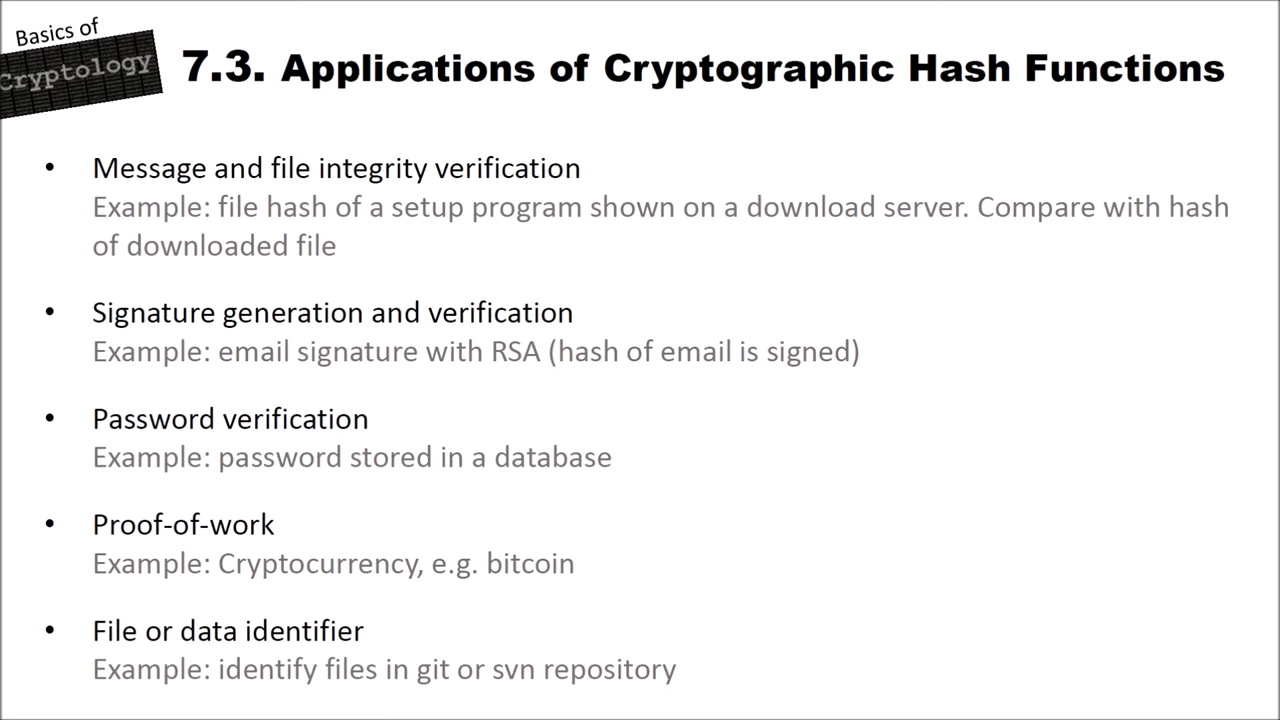 Basics of
Cryptology
7.3. Applications of Cryptographic Hash Functions
• Message and file integrity verification
Example: file hash of a setup program shown on a download server. Compare with hash
of downloaded file
• Signature generation and verification
Example: email signature with RSA (hash of email is signed)
• Password verification
Example: password stored in a database
• Proof-of-work
Example: Cryptocurrency, e.g. bitcoin
• File or data identifier
Example: identify files in git or svn repository